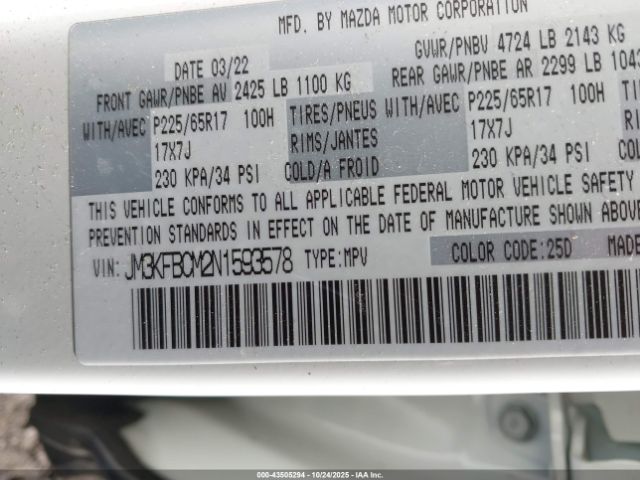 MFD. BY MAZDA MOTOR CORPORATION
DATE 03/22 GVWR/PNBV 4724 LB 2143 KG
FRONT GAWR/PNBE AV 2425 LB 1100 KG REAR GAWR/PNBE AR 2299 LB 1043
WITH/AVEC P225/65R17 100H TIRES/PNEUS WITH/AVEC P225/65R17 100H
17X7J RIMS/JANTES 17X7J
230 KPA/34 PSI COLD/A FROID 230 KPA/34 PSI
THIS VEHICLE CONFORMS TO ALL APPLICABLE FEDERAL MOTOR VEHICLE SAFETY
PREVENTION STANDARDS IN EFFECT ON THE DATE OF MANUFACTURE SHOWN ABOVE
VIN: JM3KFBCM2N1593578 TYPE:MPV COLOR CODE:25D MADE
000-43505294 - 10/24/2025 - IAAI.COM